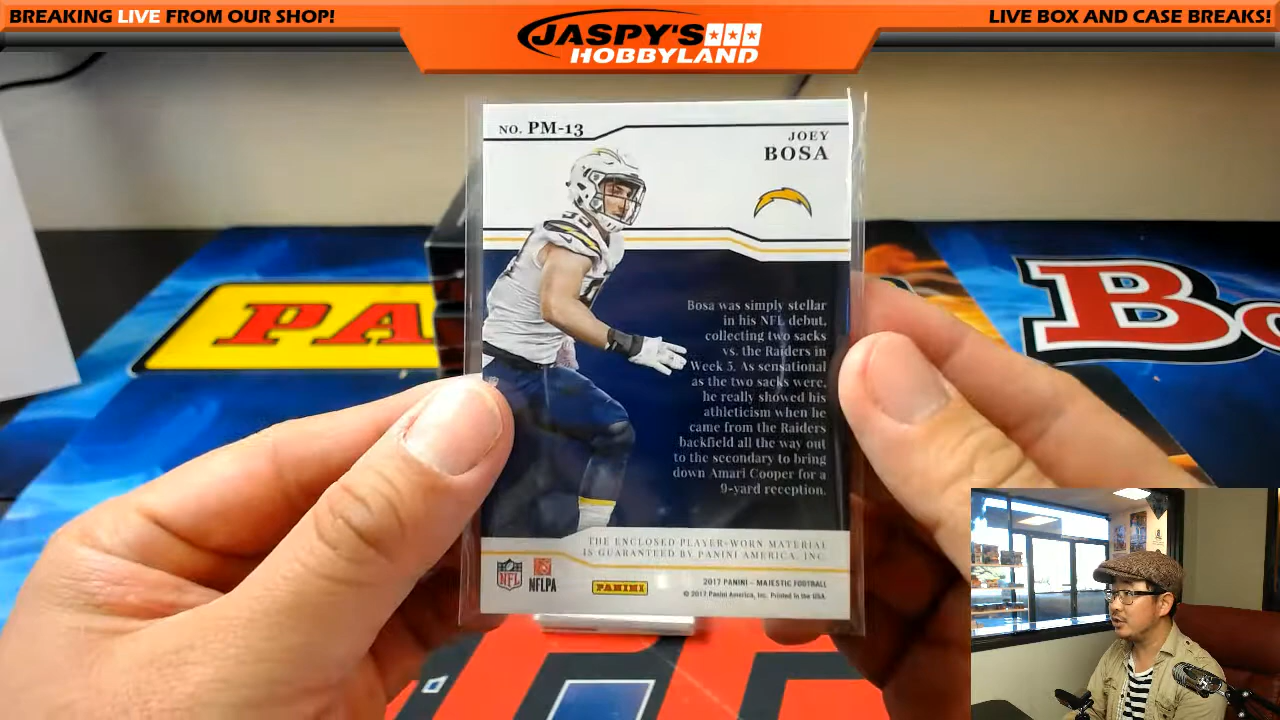 BREAKING LIVE FROM OUR SHOP!
JASPY'S
HOBBYLAND
LIVE BOX AND CASE BREAKS!
NO. PM-13
JOEY
BOSA
Bosa was simply stellar
in his NFL debut,
collecting two sacks
vs. the Raiders in
Week 5. As sensational
as the two sacks were,
he really showed his
athleticism when he
came from the Raiders
backfield all the way out
to the secondary to bring
down Amari Cooper for a
9-yard reception.
THE ENCLOSED PLAYER-WORN MATERIAL
IS GUARANTEED BY PANINI AMERICA, INC.
NFL
NFLPA
PANINI
2017 PANINI – MAJESTIC FOOTBALL
© 2017 Panini America, Inc. Printed in the USA.
PA
B